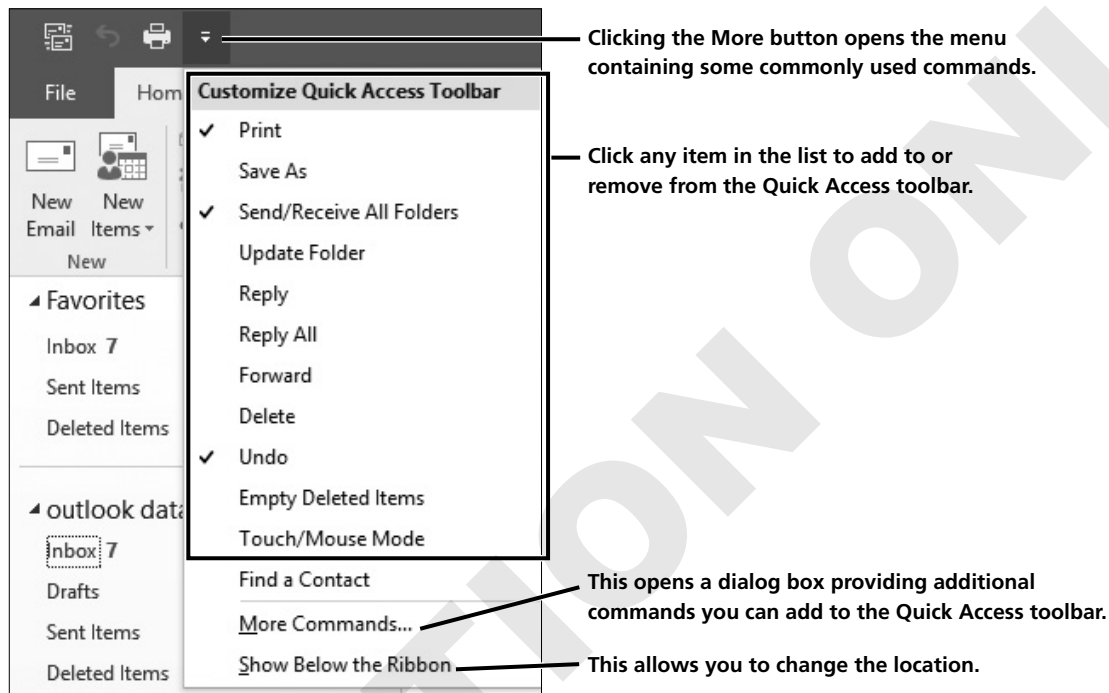 Clicking the More button opens the menu
containing some commonly used commands.
File
Hom
Customize Quick Access Toolbar
Print
Save As
Click any item in the list to add to or
remove from the Quick Access toolbar.
New
Email
New
Items
New
Send/Receive All Folders
Update Folder
Reply
Reply All
Forward
Delete
Undo
Empty Deleted Items
Touch/Mouse Mode
Find a Contact
More Commands...
Show Below the Ribbon
Favorites
Inbox 7
Sent Items
Deleted Items
outlook data
Inbox 7
Drafts
Sent Items
Deleted Items
This opens a dialog box providing additional
commands you can add to the Quick Access toolbar.
This allows you to change the location.
TION ON